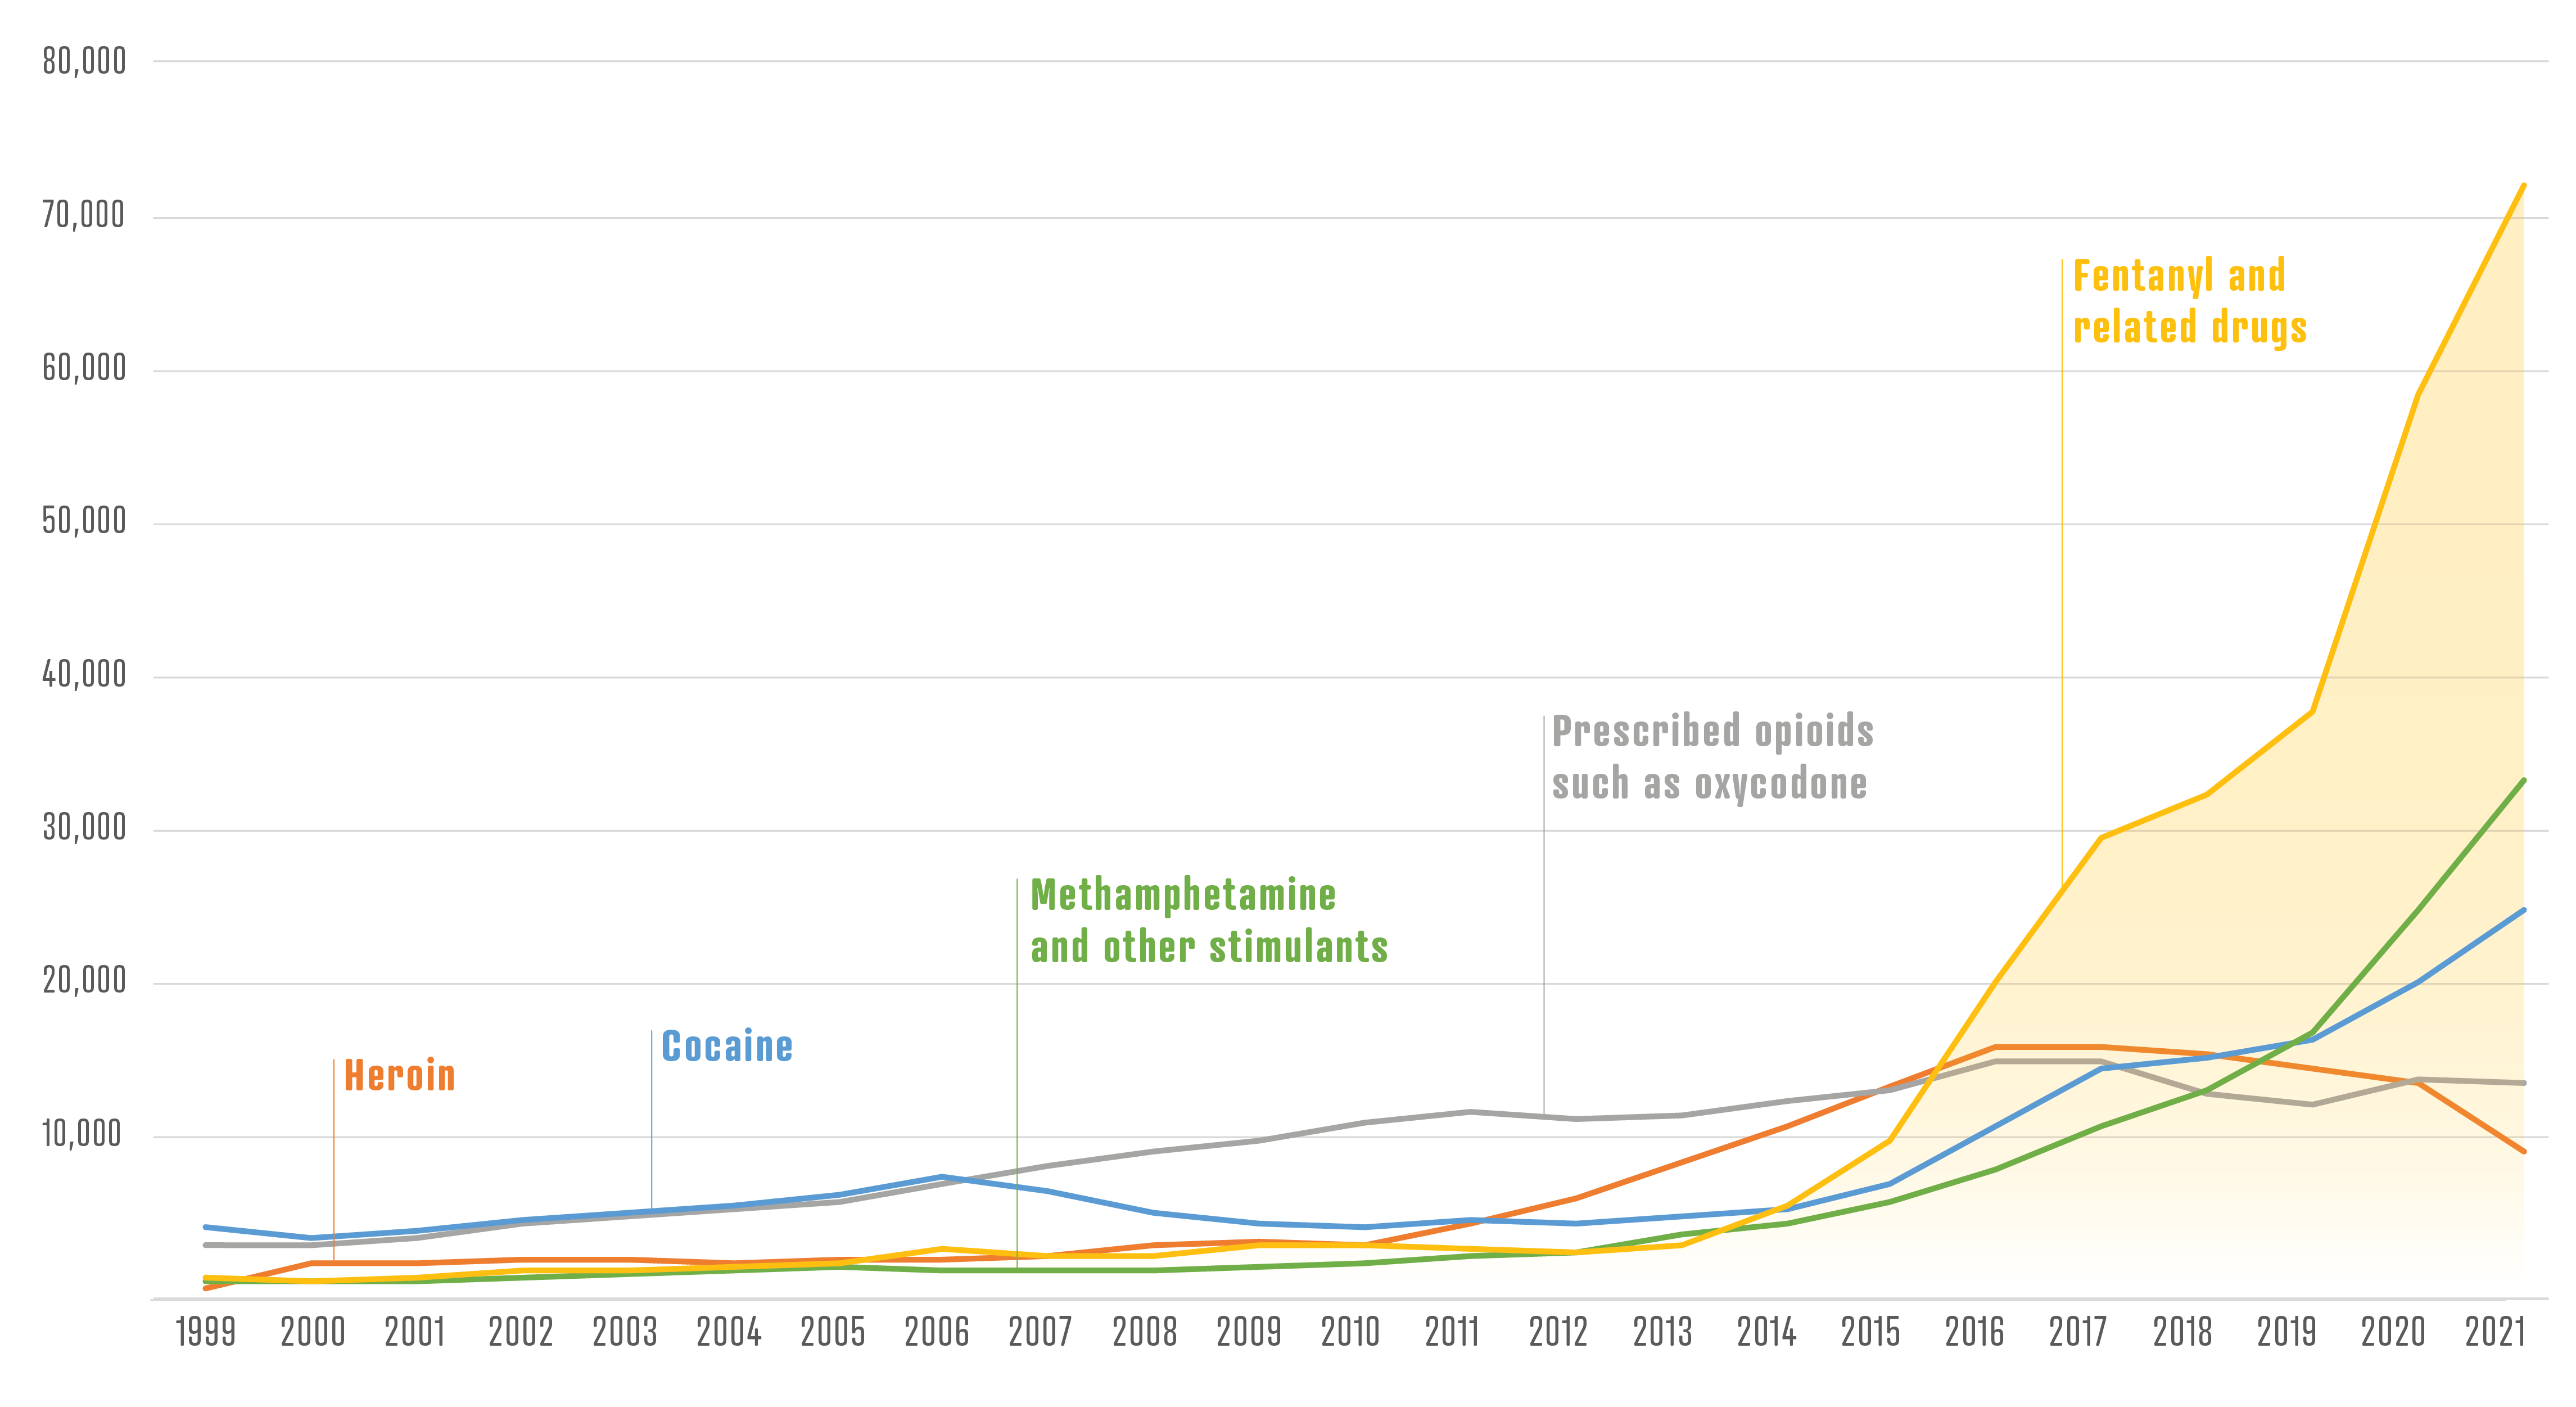 80,000
70,000
Fentanyl and
related drugs
60,000
50,000
40,000
Prescribed opioids
such as oxycodone
30,000
Methamphetamine
and other stimulants
20,000
Cocaine
Heroin
10,000
1999 2000 2001 2002 2003 2004 2005 2006 2007 2008 2009 2010 2011 2012 2013 2014 2015 2016 2017 2018 2019 2020 2021